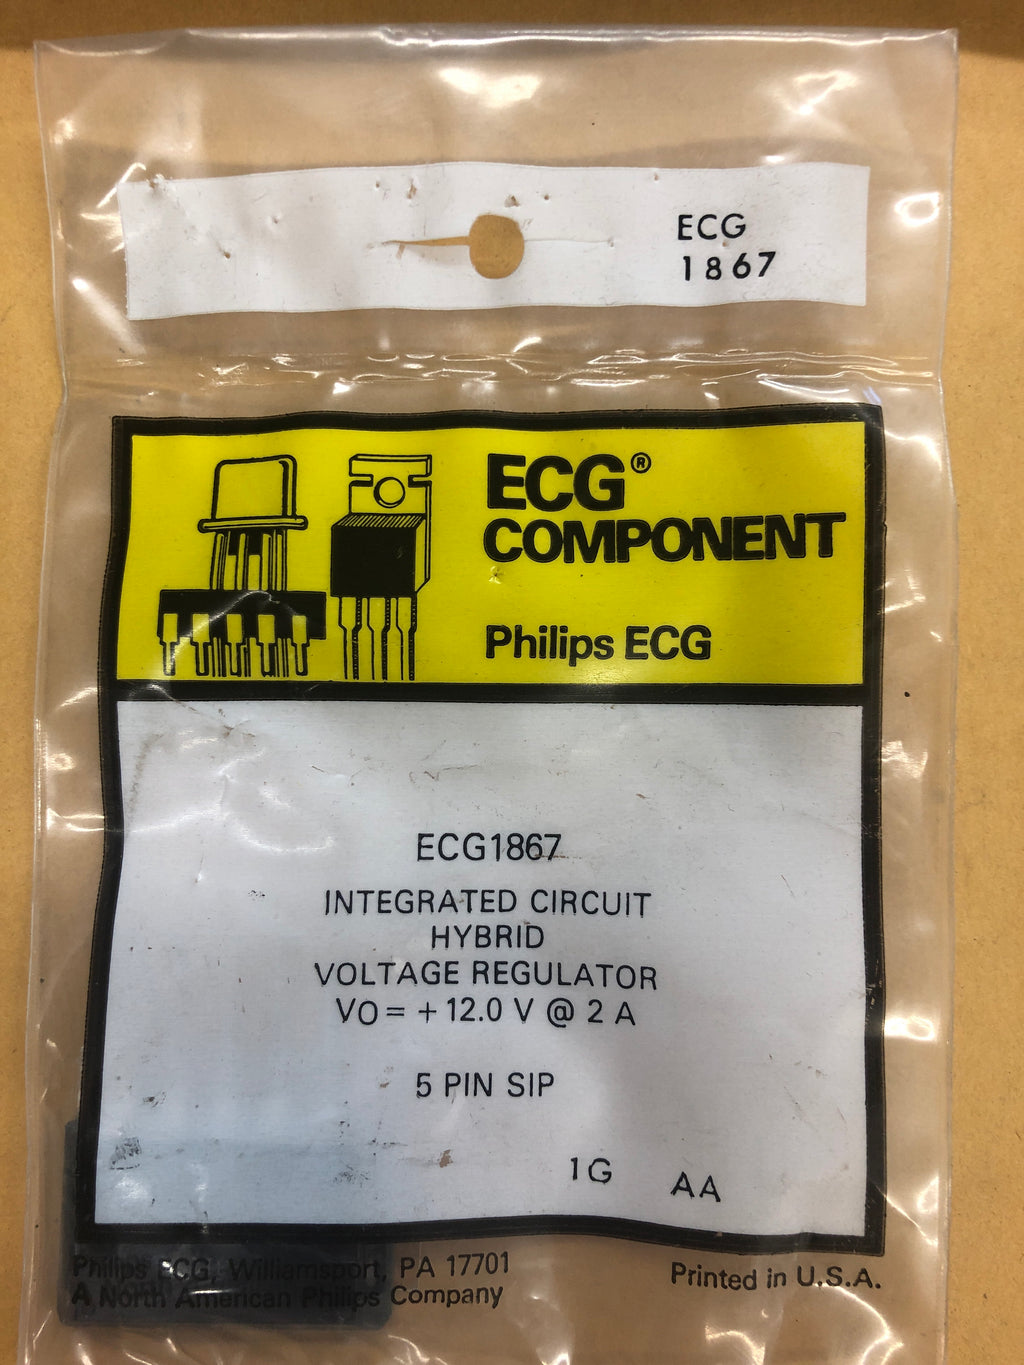 ECG
1867
ECG®
COMPONENT
Philips ECG
ECG1867
INTEGRATED CIRCUIT
HYBRID
VOLTAGE REGULATOR
VO = +12.0 V @ 2 A
5 PIN SIP
1G AA
Philips ECG, Williamsport, PA 17701
A North American Philips Company
Printed in U.S.A.